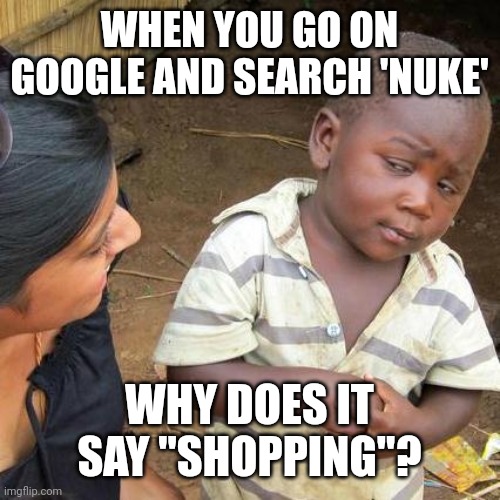 WHEN YOU GO ON
GOOGLE AND SEARCH 'NUKE'
WHY DOES IT
SAY "SHOPPING"?
imgflip.com